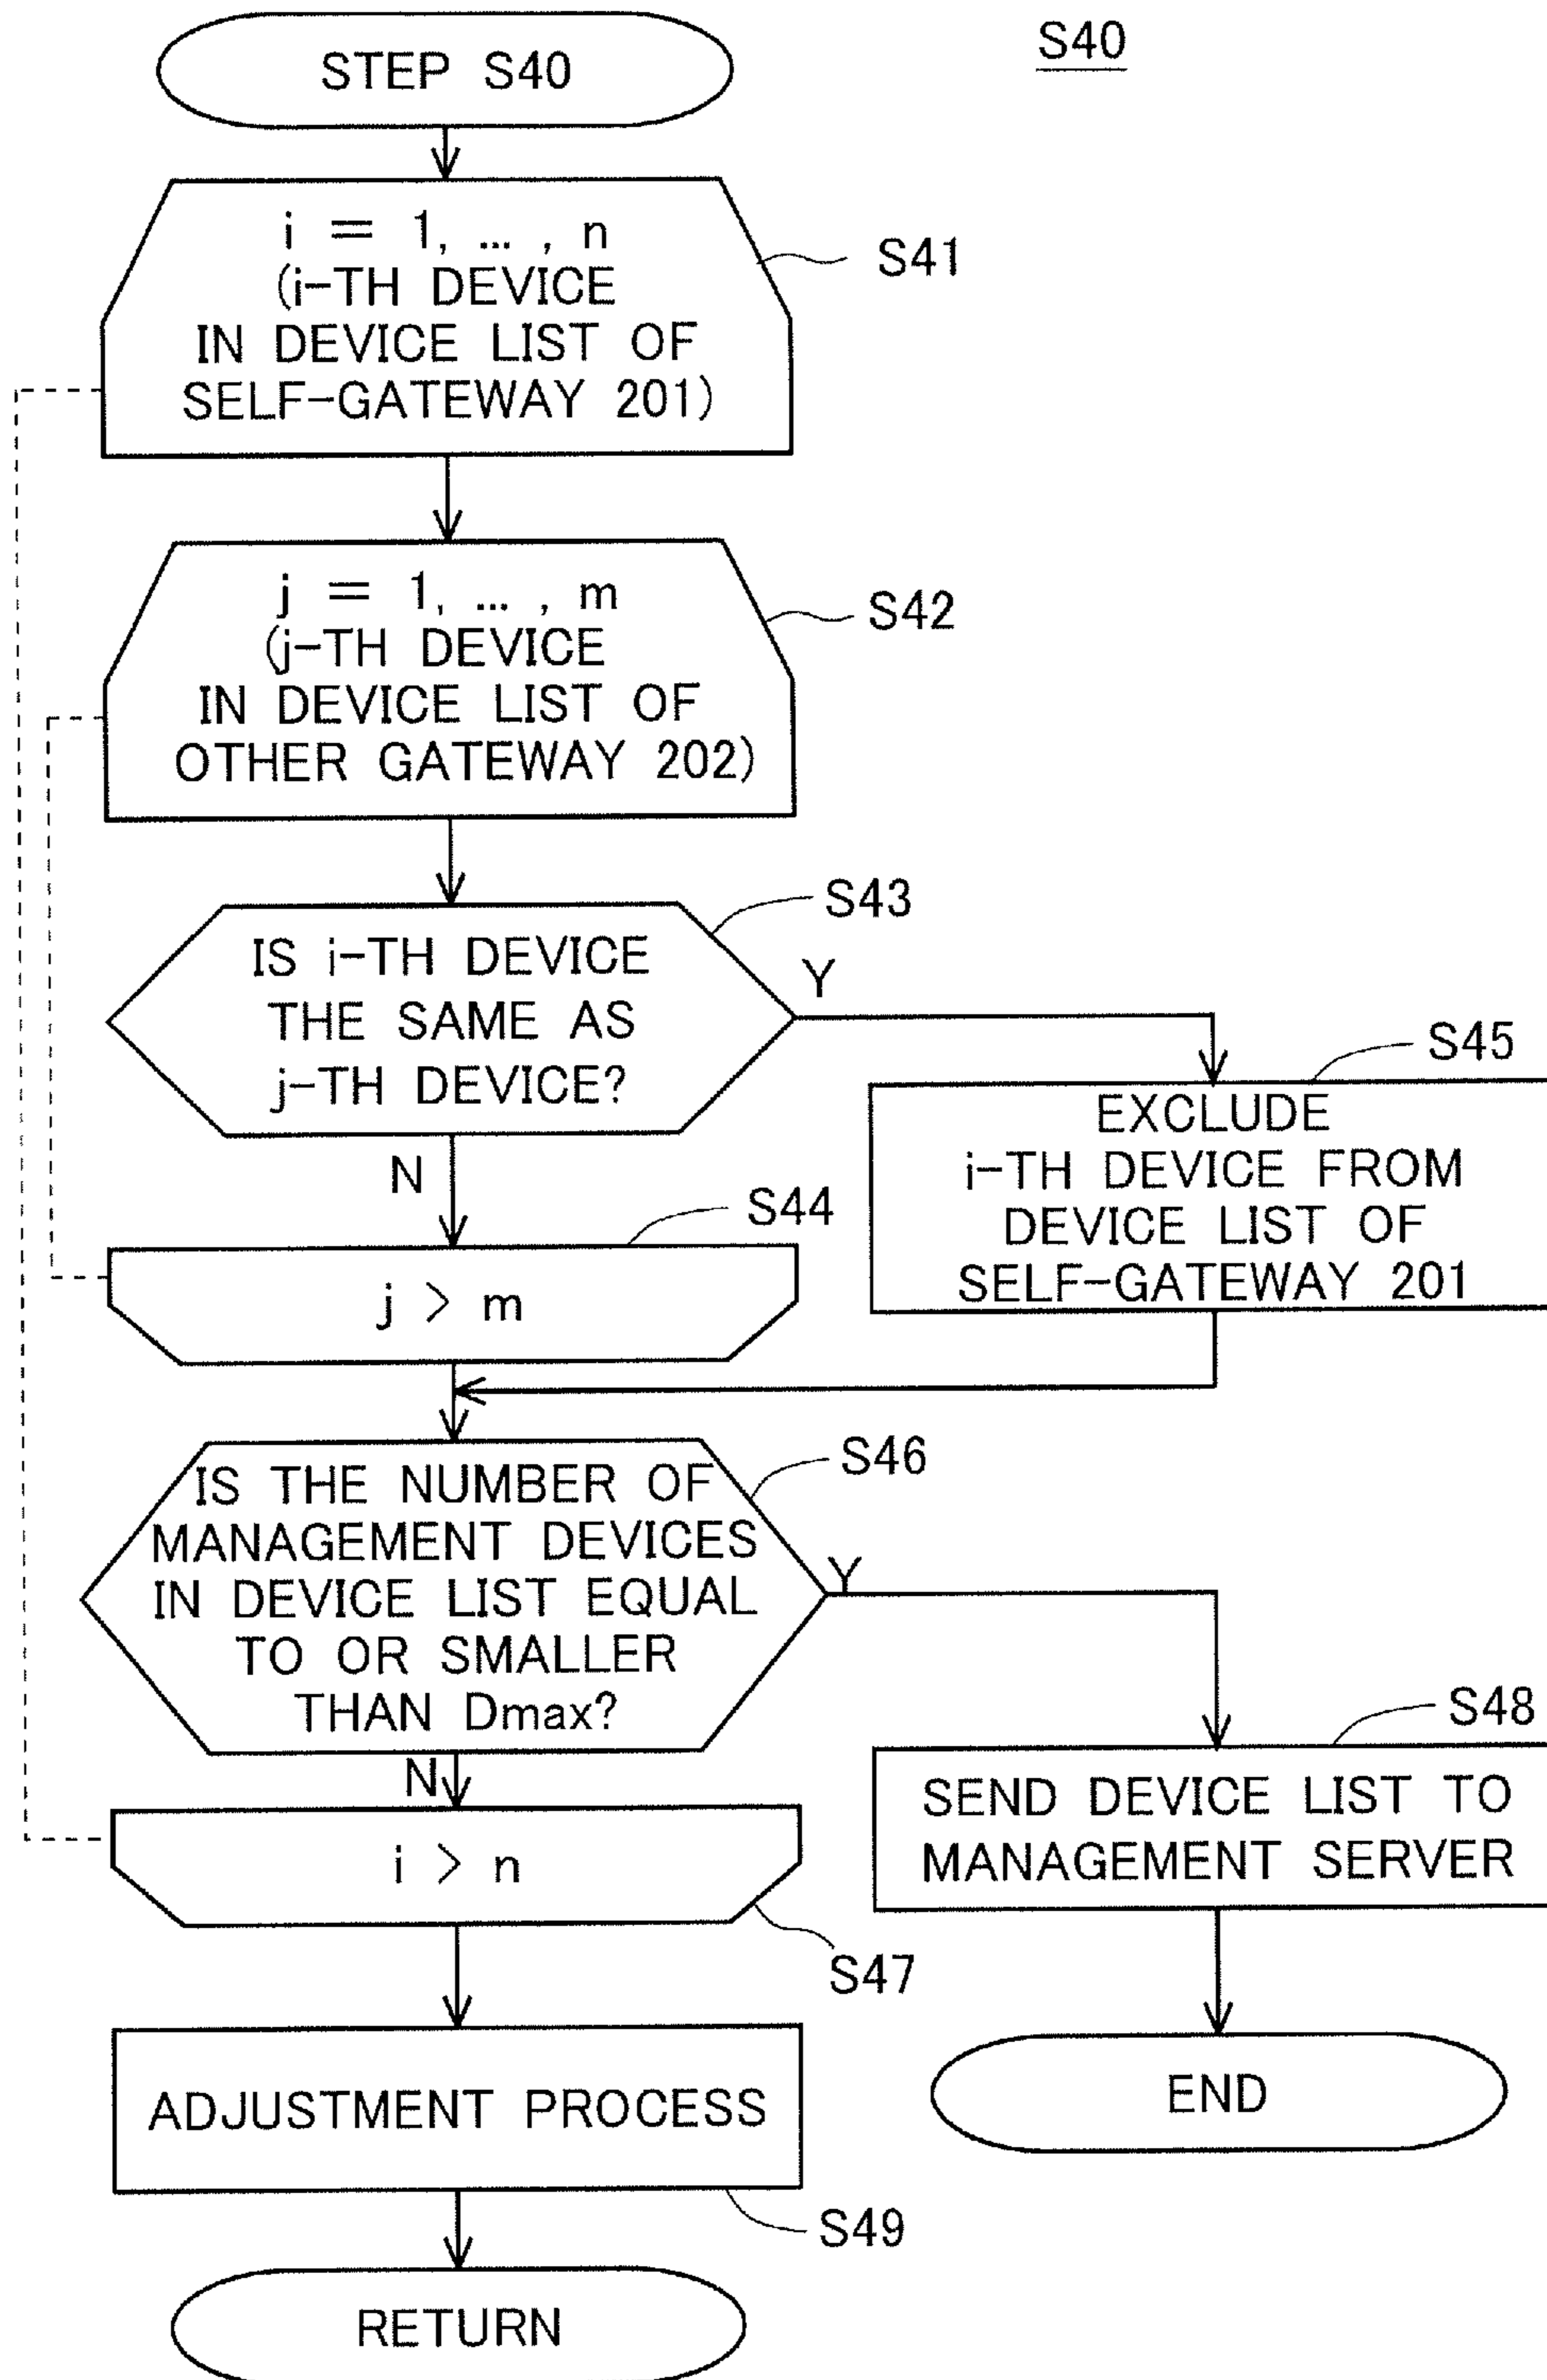 STEP S40
S40
i = 1, ... , n
(i-TH DEVICE
IN DEVICE LIST OF
SELF-GATEWAY 201)
S41
j = 1, ... , m
(j-TH DEVICE
IN DEVICE LIST OF
OTHER GATEWAY 202)
S42
IS i-TH DEVICE
THE SAME AS
j-TH DEVICE?
S43
Y
N
S45
EXCLUDE
i-TH DEVICE FROM
DEVICE LIST OF
SELF-GATEWAY 201
S44
j > m
IS THE NUMBER OF
MANAGEMENT DEVICES
IN DEVICE LIST EQUAL
TO OR SMALLER
THAN Dmax?
S46
Y
N
S48
SEND DEVICE LIST TO
MANAGEMENT SERVER
i > n
S47
ADJUSTMENT PROCESS
S49
END
RETURN